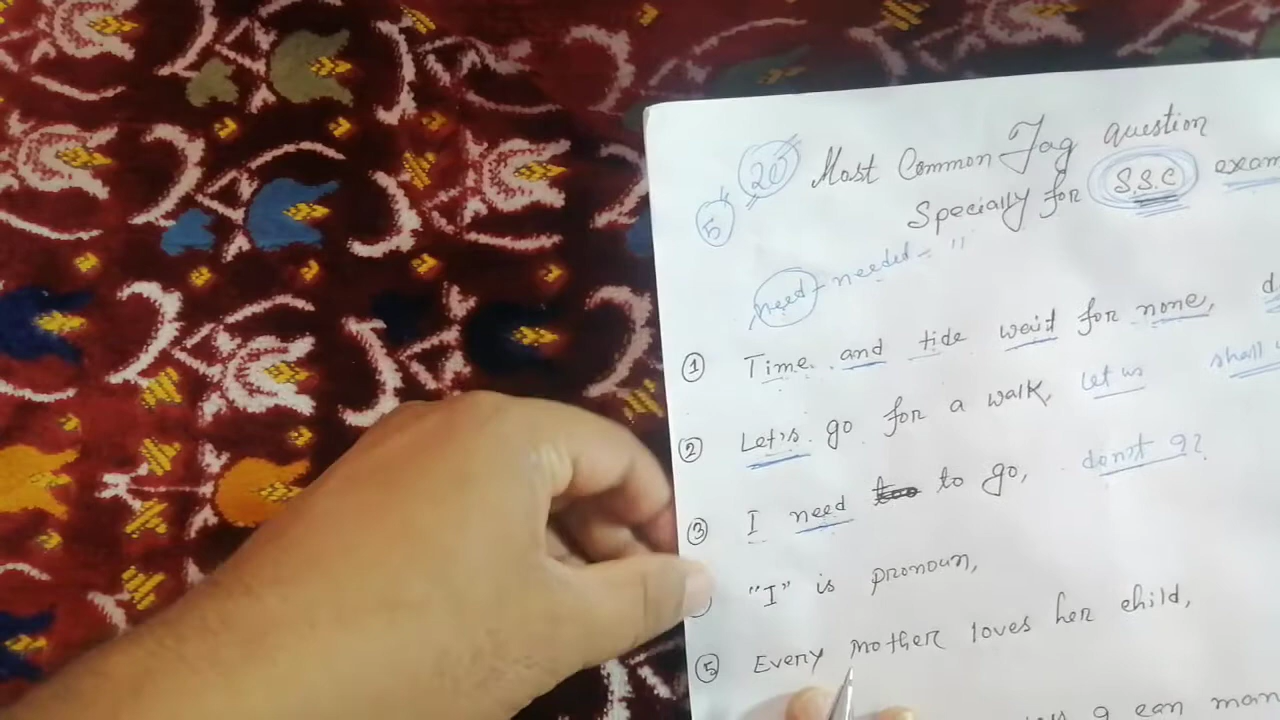 20 Most Common Tag question
5 Specially for S.S.C exam
need - needed - "
① Time and tide wait for none, d
② Let's go for a walk, let us shall
③ I need to go, don't I?
"I" is pronoun,
⑤ Every mother loves her child,
can man